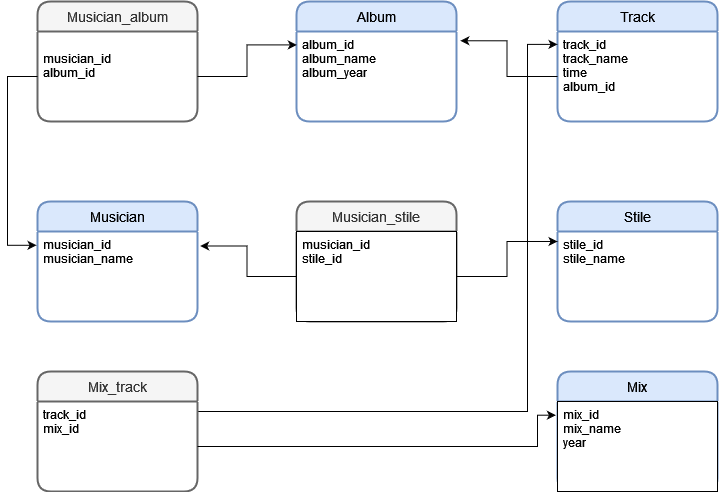 Musician_album
musician_id
album_id
Album
album_id
album_name
album_year
Track
track_id
track_name
time
album_id
Musician
musician_id
musician_name
Musician_stile
musician_id
stile_id
Stile
stile_id
stile_name
Mix_track
track_id
mix_id
Mix
mix_id
mix_name
year